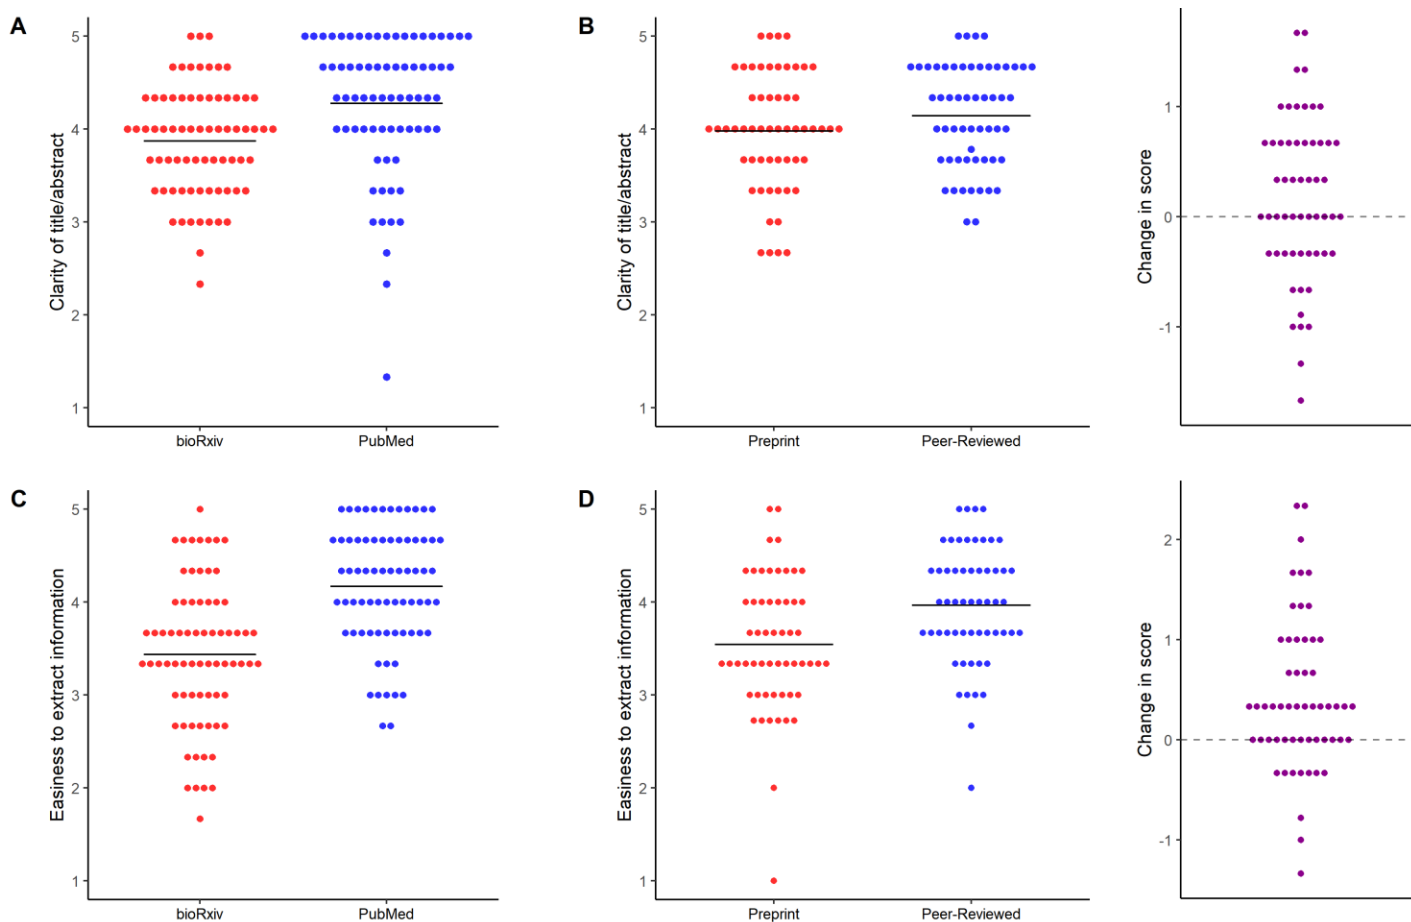 A
Clarity of title/abstract
5
4
3
2
1
bioRxiv
PubMed
B
Clarity of title/abstract
5
4
3
2
1
Preprint
Peer-Reviewed
Change in score
1
0
-1
C
Easiness to extract information
5
4
3
2
1
bioRxiv
PubMed
D
Easiness to extract information
5
4
3
2
1
Preprint
Peer-Reviewed
Change in score
2
1
0
-1